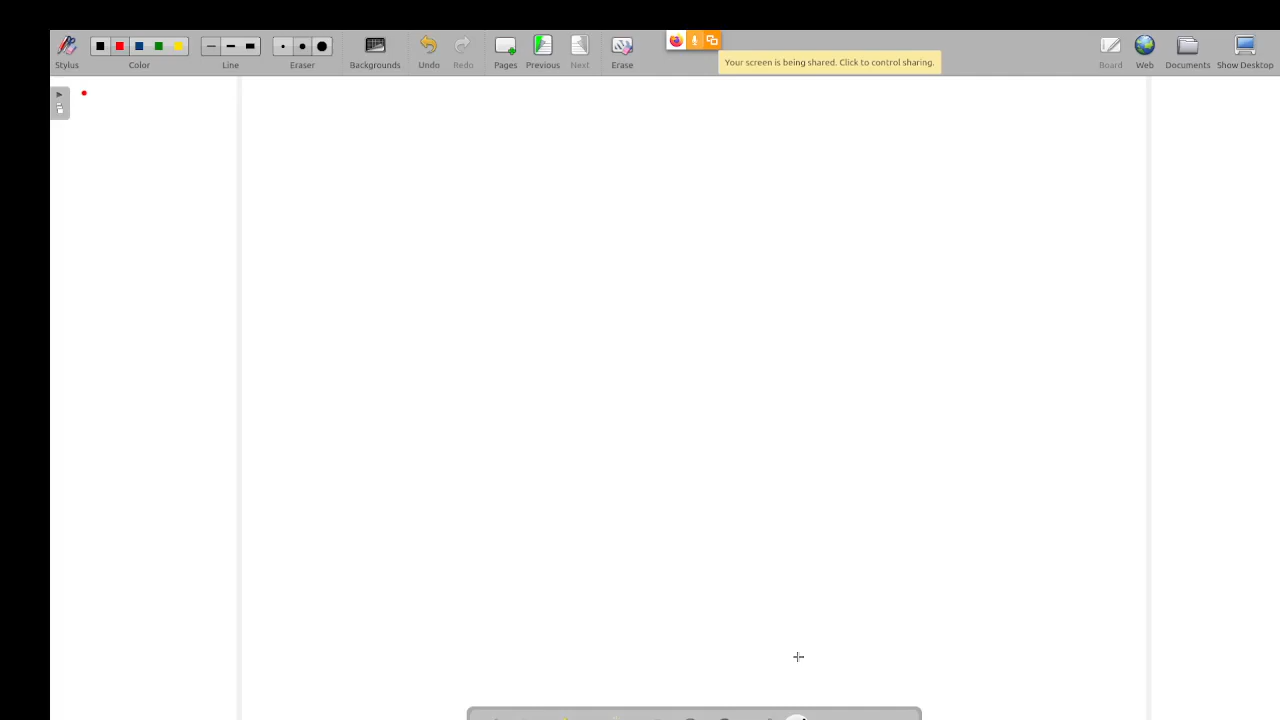 Stylus Color Line Eraser Backgrounds Undo Redo Pages Previous Next Erase Board Web Documents Show Desktop
Your screen is being shared. Click to control sharing.